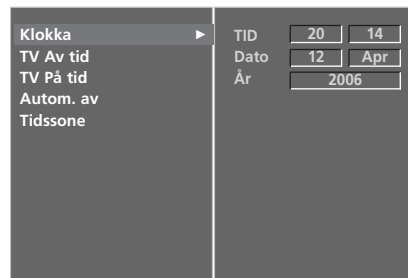 Klokka
TV Av tid
TV På tid
Autom. av
Tidssone
TID 20 14
Dato 12 Apr
År 2006